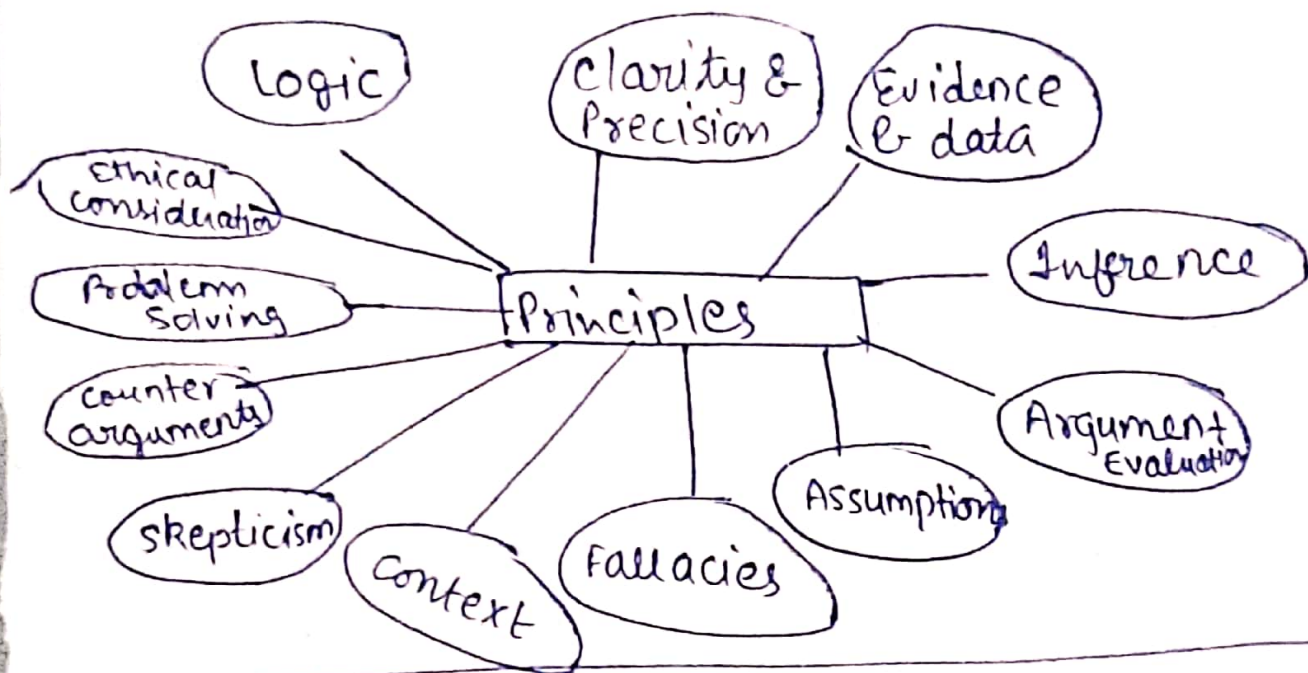 Logic
Clarity &
Precision
Evidence
& data
Ethical
consideration
Inference
Problem
Solving
Principles
counter
arguments
Argument
Evaluation
Assumptions
skepticism
Context
Fallacies